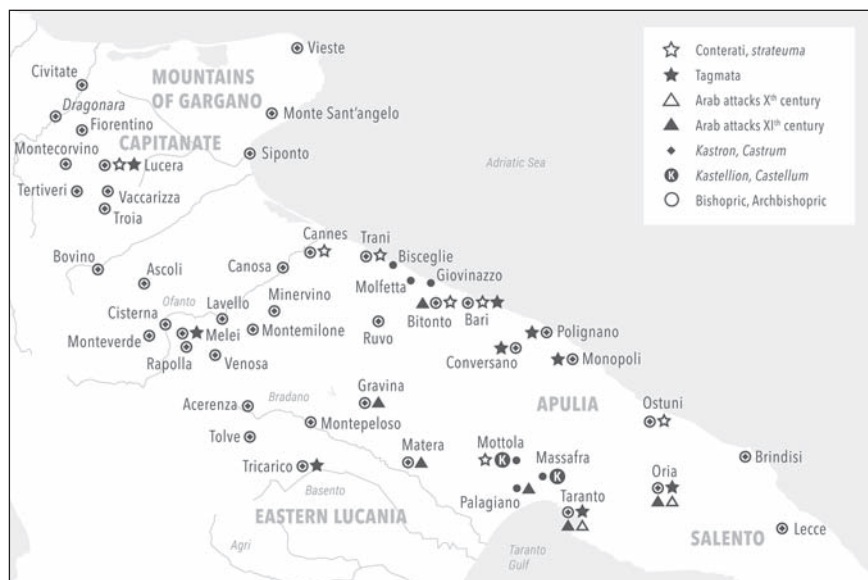 Vieste
Civitate
MOUNTAINS
OF GARGANO
Dragonara
Monte Sant'angelo
Fiorentino
CAPITANATE
Montecorvino
Lucera
Siponto
Adriatic Sea
Tertiveri
Vaccarizza
Troia
Conterati, strateuma
Tagmata
Arab attacks Xth century
Arab attacks XIth century
Kastron, Castrum
K
Kastellion, Castellum
Bishopric, Archbishopric
Cannes
Trani
Bisceglie
Bovino
Ascoli
Canosa
Molfetta
Giovinazzo
Ofanto
Lavello
Minervino
Cisterna
Bitonto
Bari
Melei
Montemilone
Ruvo
Polignano
Monteverde
Rapolla
Venosa
Conversano
Monopoli
Gravina
Bradano
APULIA
Ostuni
Acerenza
Montepeloso
Tolve
Matera
Mottola
K
Massafra
K
Brindisi
Tricarico
Oria
Basento
Palagiano
Taranto
EASTERN LUCANIA
Agri
Taranto
Gulf
SALENTO
Lecce